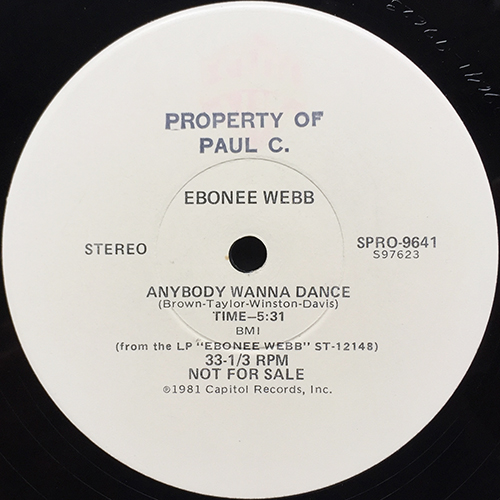 PROPERTY OF
PAUL C.
EBONEE WEBB
STEREO
SPRO-9641
S97623
ANYBODY WANNA DANCE
(Brown-Taylor-Winston-Davis)
TIME—5:31
BMI
(from the LP "EBONEE WEBB" ST-12148)
33-1/3 RPM
NOT FOR SALE
℗1981 Capitol Records, Inc.